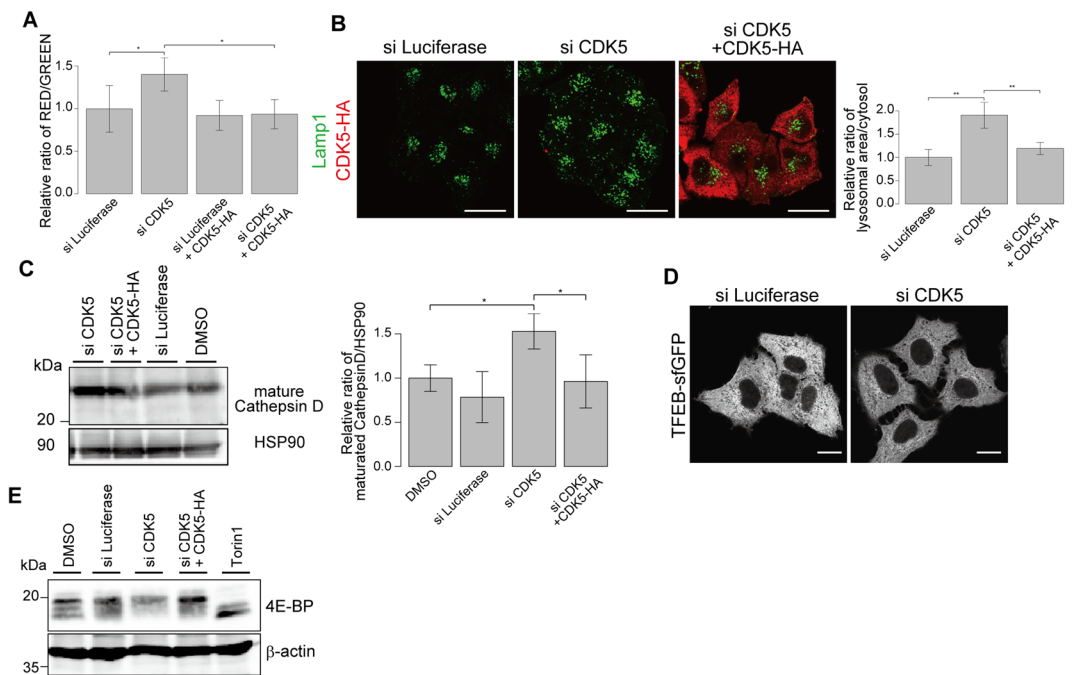 A
Relative ratio of RED/GREEN
1.5
1.0
0.5
0.0
*
*
si Luciferase
si CDK5
si Luciferase
+ CDK5-HA
si CDK5
+ CDK5-HA
B
Lamp1
CDK5-HA
si Luciferase
si CDK5
si CDK5
+CDK5-HA
Relative ratio of
lysosomal area/cytosol
2.0
1.5
1.0
0.5
0.0
**
**
si Luciferase
si CDK5
si CDK5
+ CDK5-HA
C
si CDK5
si CDK5
+ CDK5-HA
si Luciferase
DMSO
kDa
20
90
mature
Cathepsin D
HSP90
Relative ratio of
maturated CathepsinD/HSP90
2.0
1.5
1.0
0.5
0.0
*
*
DMSO
si Luciferase
si CDK5
si CDK5
+CDK5-HA
D
si Luciferase
si CDK5
TFEB-sfGFP
E
DMSO
si Luciferase
si CDK5
si CDK5
+ CDK5-HA
Torin1
kDa
20
35
4E-BP
β-actin